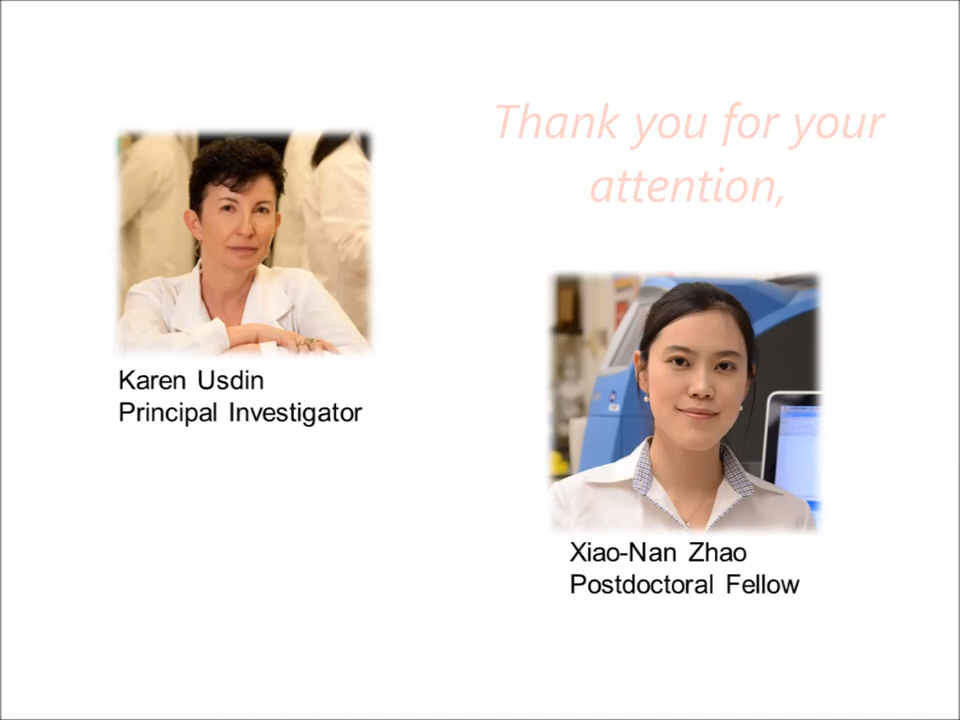 Thank you for your
attention,
Karen Usdin
Principal Investigator
Xiao-Nan Zhao
Postdoctoral Fellow